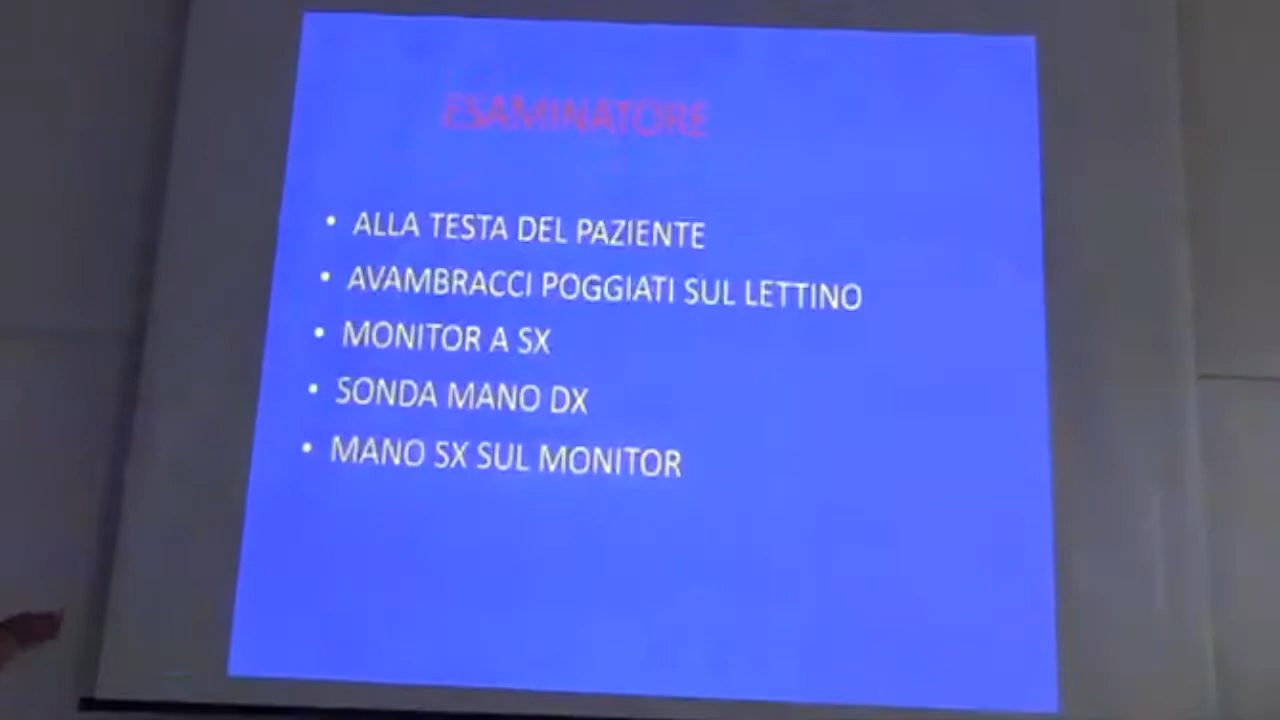 ESAMINATORE
• ALLA TESTA DEL PAZIENTE
• AVAMBRACCI POGGIATI SUL LETTINO
• MONITOR A SX
• SONDA MANO DX
• MANO SX SUL MONITOR